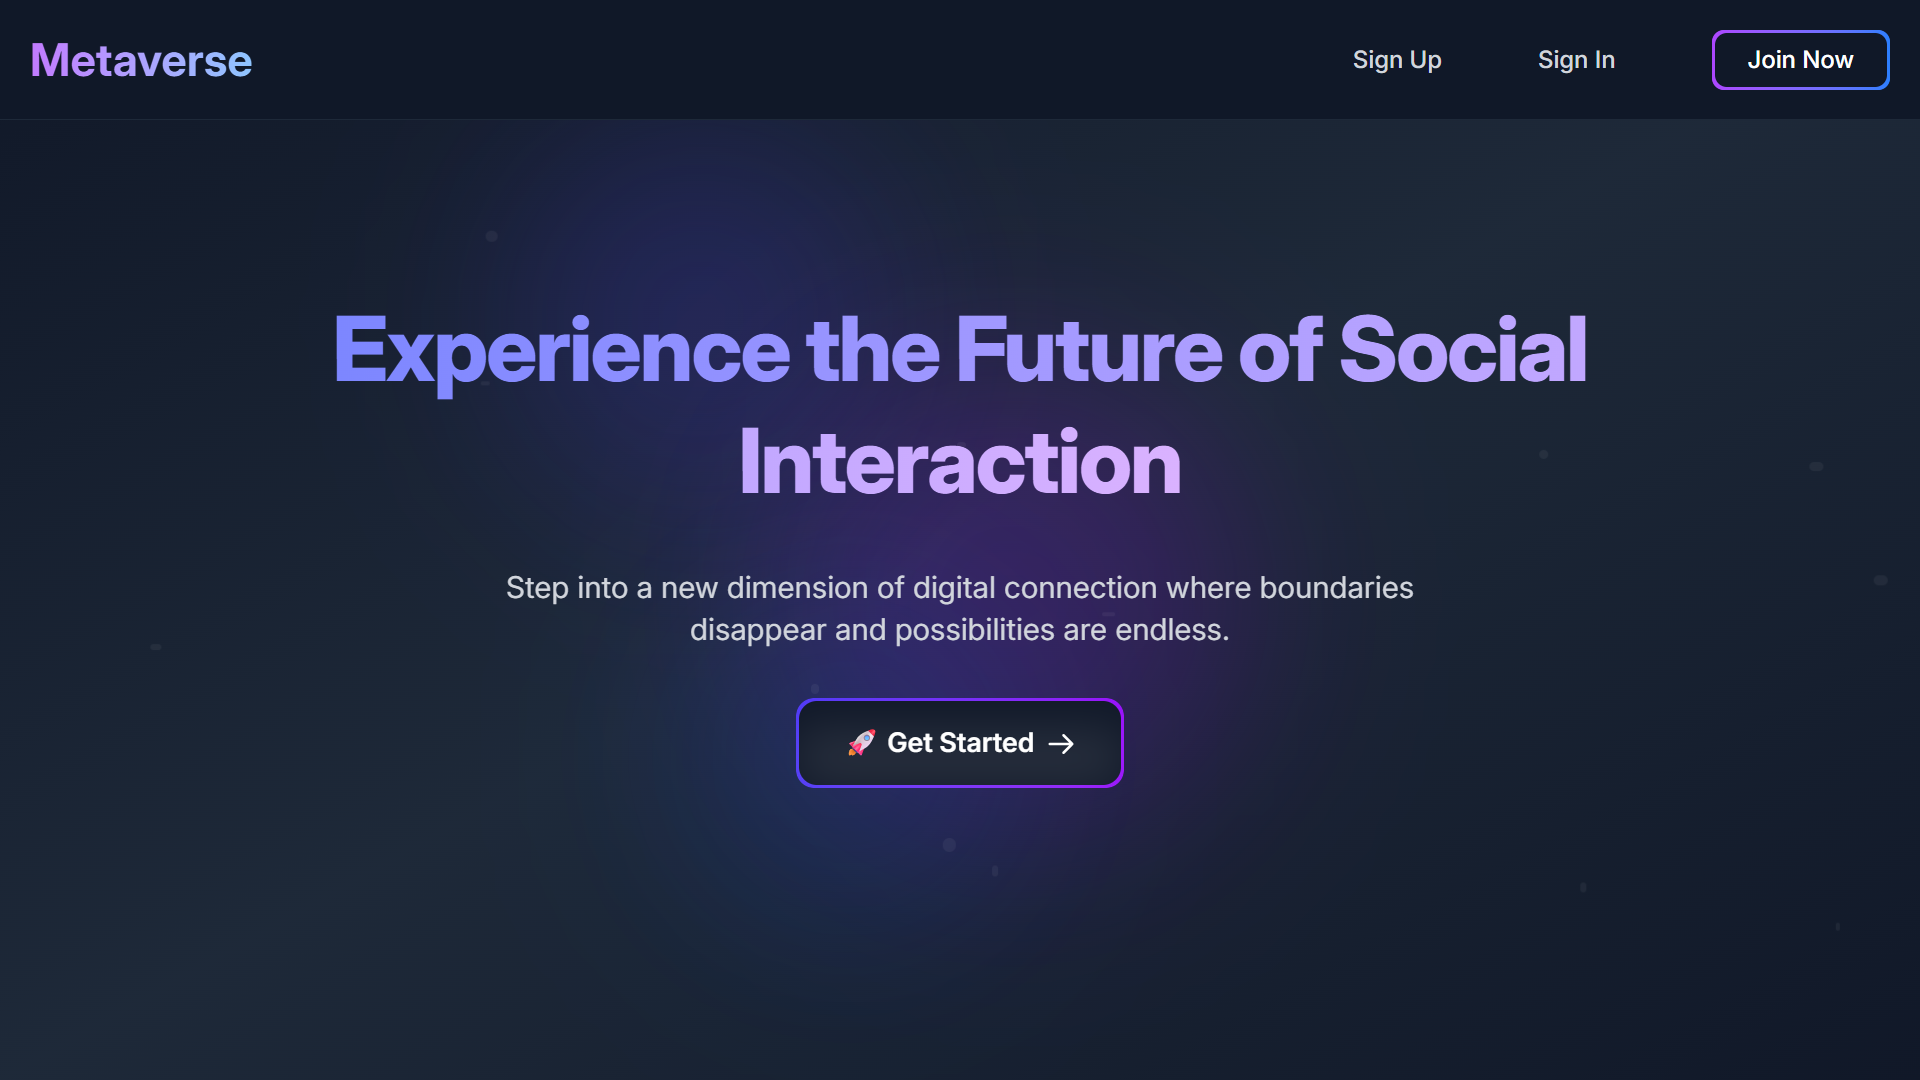 Metaverse
Sign Up
Sign In
Join Now
Experience the Future of Social
Interaction
Step into a new dimension of digital connection where boundaries
disappear and possibilities are endless.
🚀 Get Started →